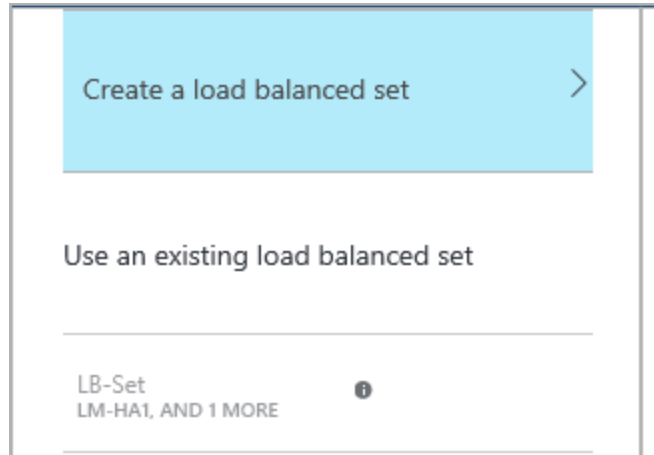 Create a load balanced set
Use an existing load balanced set
LB-Set
LM-HA1, AND 1 MORE